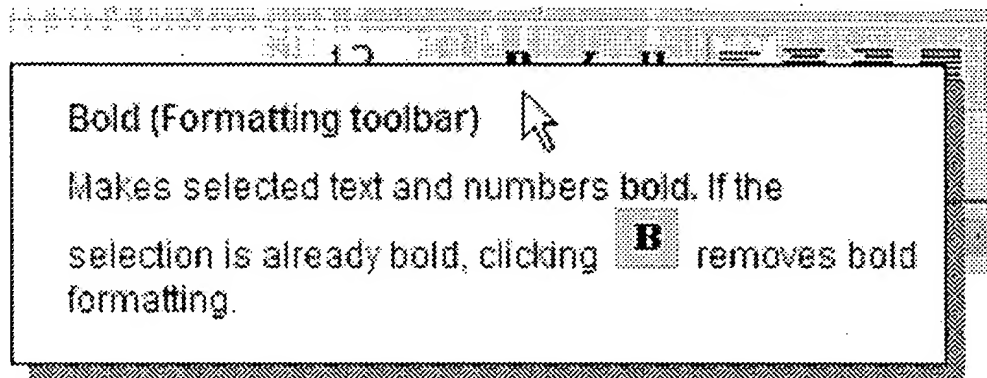 12 B I U
Bold (Formatting toolbar)
Makes selected text and numbers bold. If the
selection is already bold, clicking B removes bold
formatting.